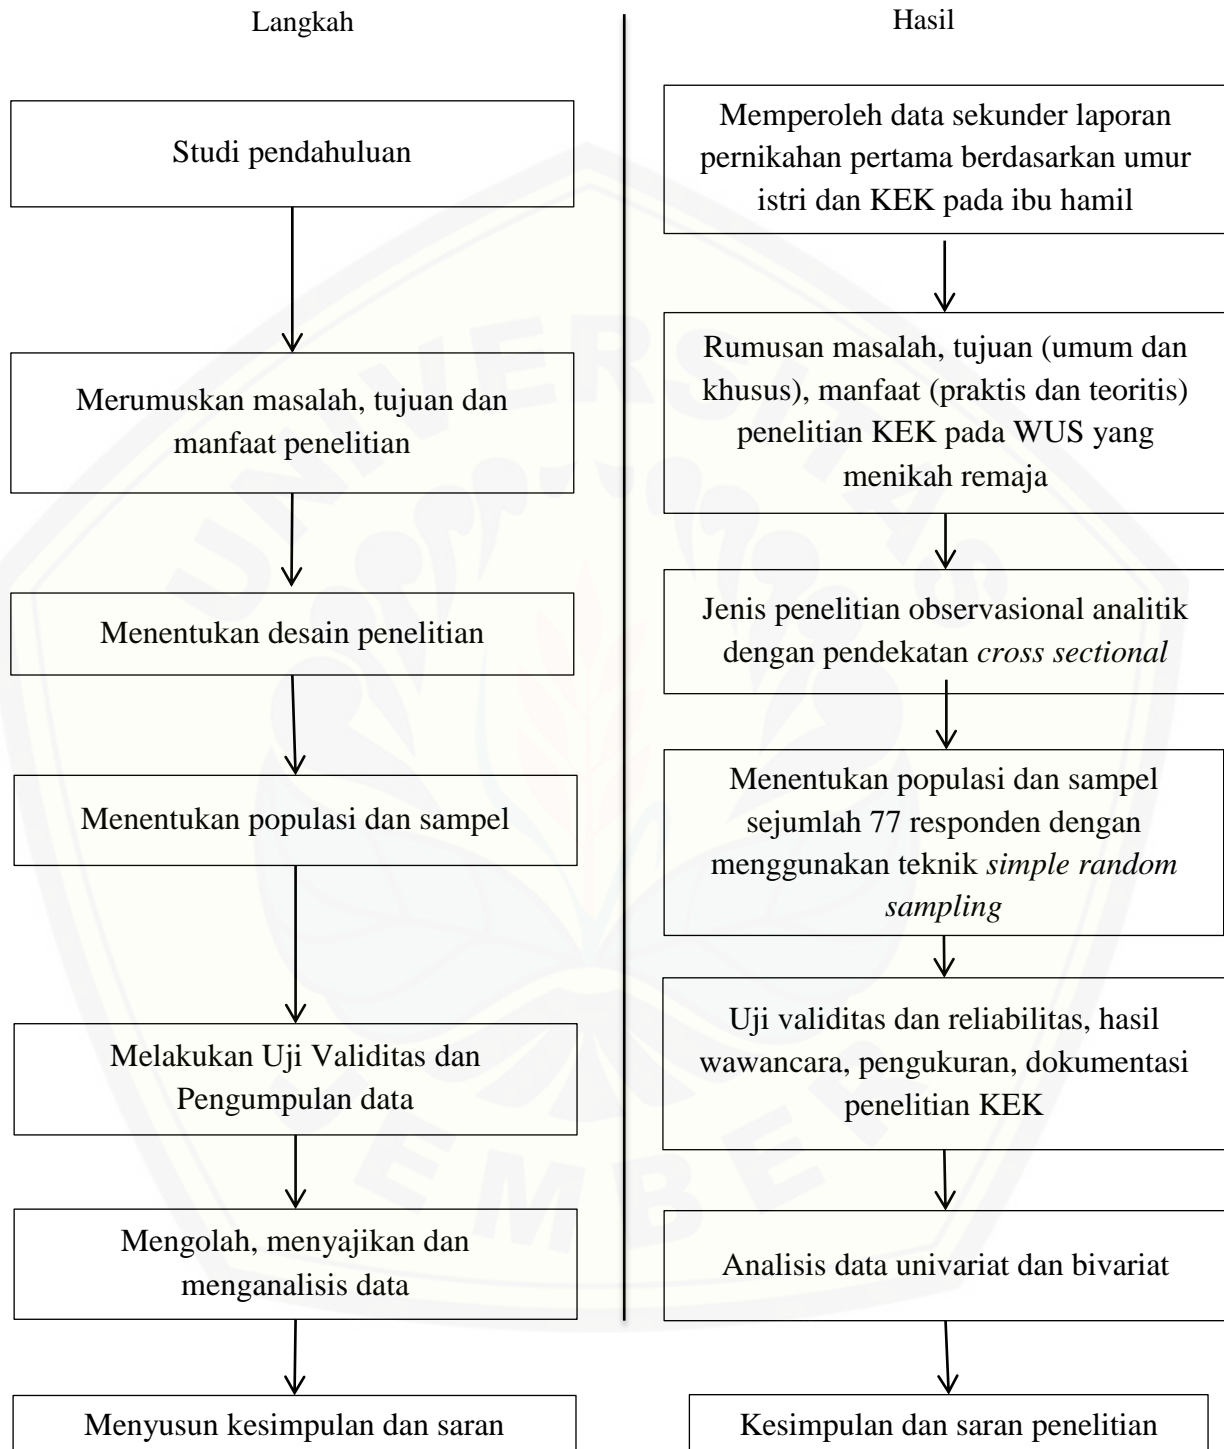 Langkah
Hasil
Studi pendahuluan
Memperoleh data sekunder laporan
pernikahan pertama berdasarkan umur
istri dan KEK pada ibu hamil
Merumuskan masalah, tujuan dan
manfaat penelitian
Rumusan masalah, tujuan (umum dan
khusus), manfaat (praktis dan teoritis)
penelitian KEK pada WUS yang
menikah remaja
Menentukan desain penelitian
Jenis penelitian observasional analitik
dengan pendekatan cross sectional
Menentukan populasi dan sampel
Menentukan populasi dan sampel
sejumlah 77 responden dengan
menggunakan teknik simple random
sampling
Melakukan Uji Validitas dan
Pengumpulan data
Uji validitas dan reliabilitas, hasil
wawancara, pengukuran, dokumentasi
penelitian KEK
Mengolah, menyajikan dan
menganalisis data
Analisis data univariat dan bivariat
Menyusun kesimpulan dan saran
Kesimpulan dan saran penelitian
UNIVERSITAS
JEMBER